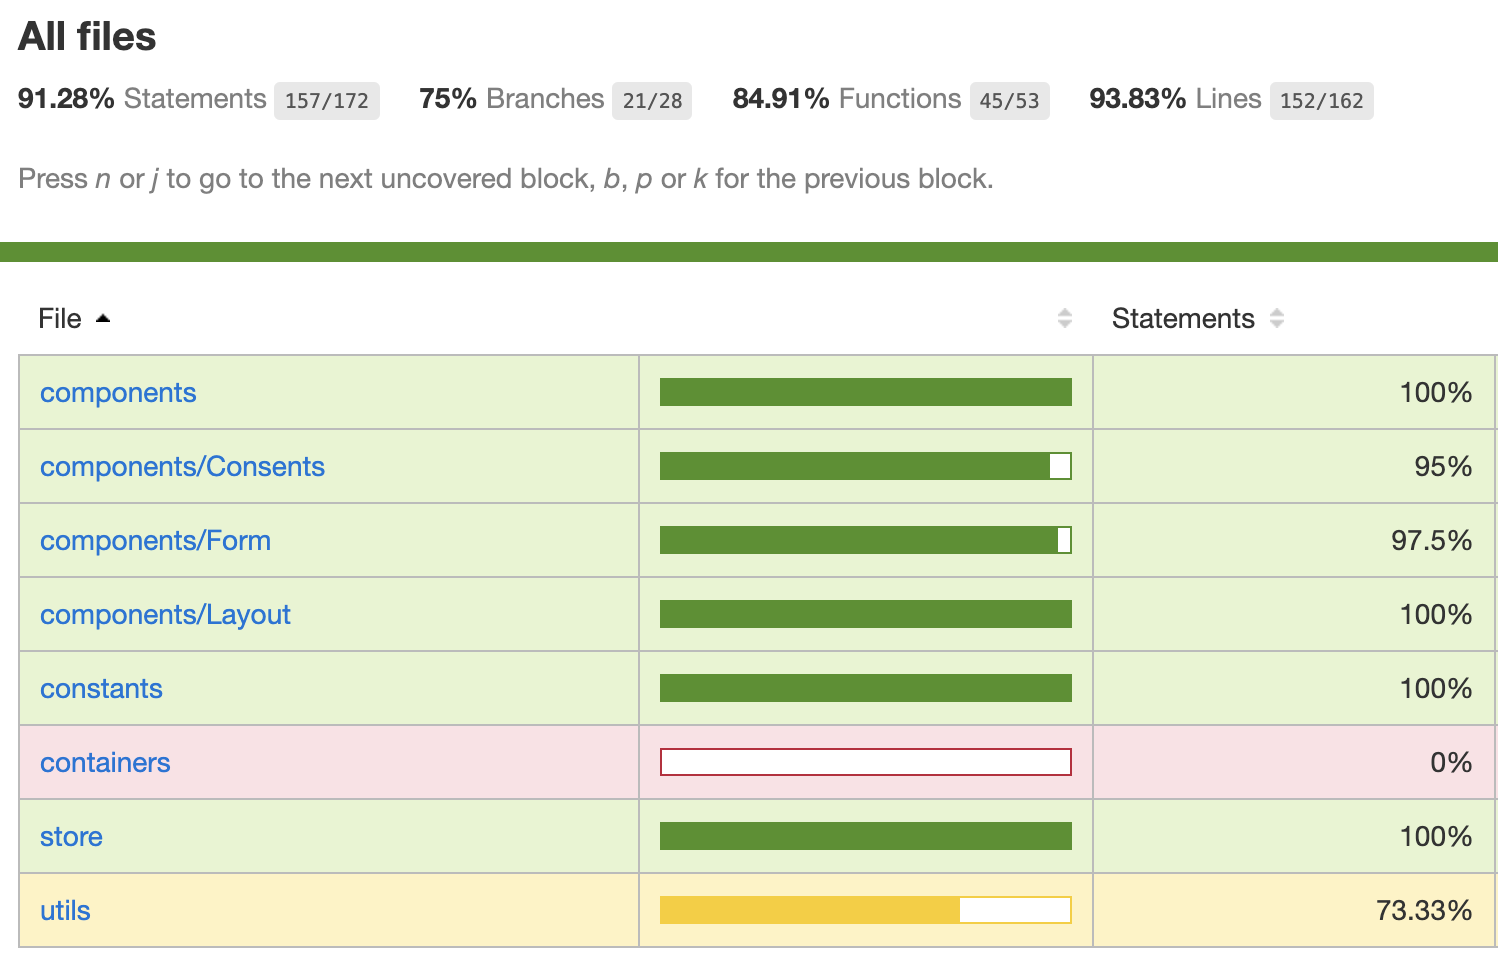 All files
91.28% Statements 157/172 75% Branches 21/28 84.91% Functions 45/53 93.83% Lines 152/162
Press n or j to go to the next uncovered block, b, p or k for the previous block.
File Statements
components 100%
components/Consents 95%
components/Form 97.5%
components/Layout 100%
constants 100%
containers 0%
store 100%
utils 73.33%